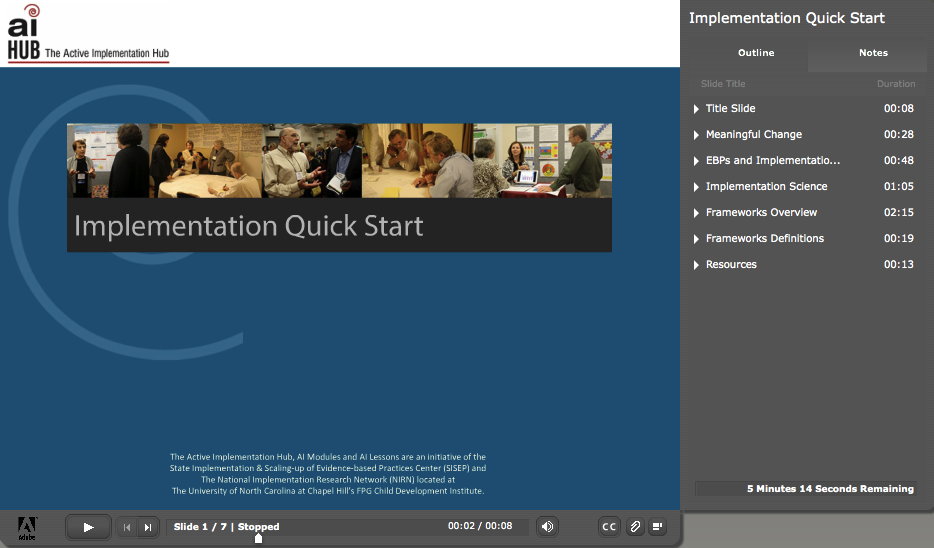 ai
HUB The Active Implementation Hub
Implementation Quick Start
The Active Implementation Hub, AI Modules and AI Lessons are an initiative of the
State Implementation & Scaling-up of Evidence-based Practices Center (SISEP) and
The National Implementation Research Network (NIRN) located at
The University of North Carolina at Chapel Hill's FPG Child Development Institute.
Implementation Quick Start
Outline Notes
Slide Title Duration
Title Slide 00:08
Meaningful Change 00:28
EBPs and Implementatio... 00:48
Implementation Science 01:05
Frameworks Overview 02:15
Frameworks Definitions 00:19
Resources 00:13
5 Minutes 14 Seconds Remaining
Adobe
Slide 1 / 7 | Stopped 00:02 / 00:08
CC